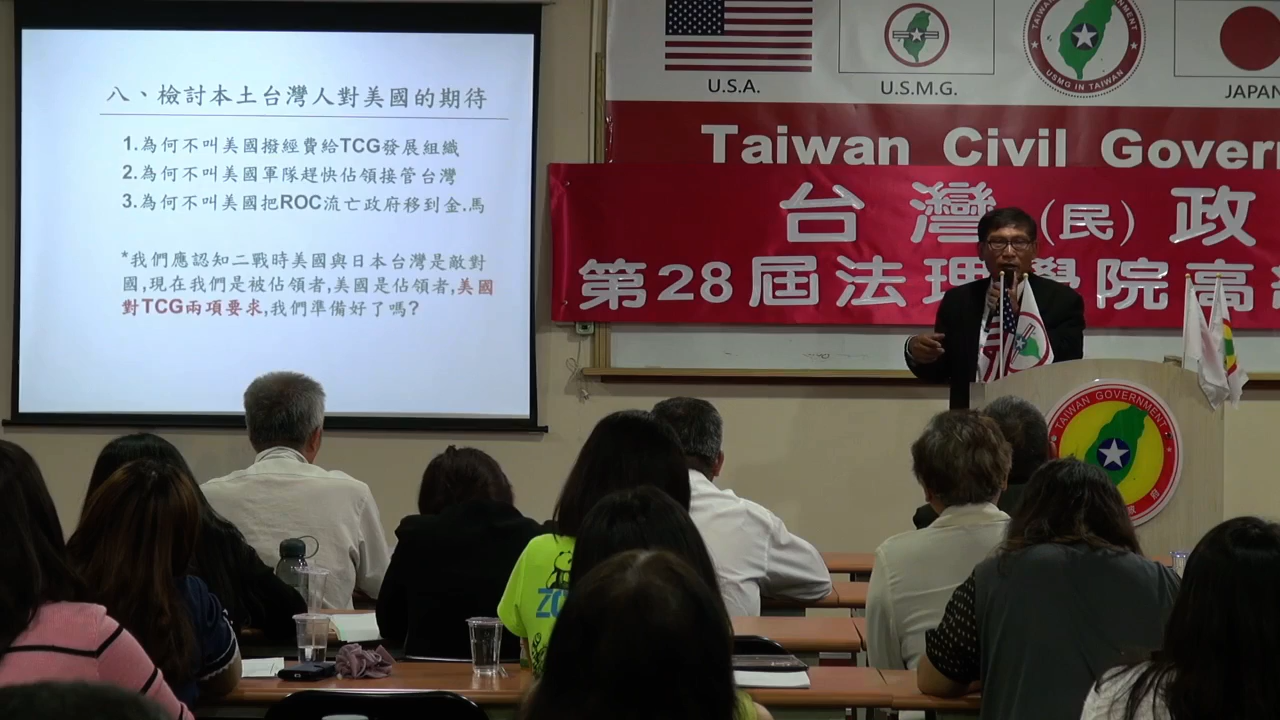 八、檢討本土台灣人對美國的期待
1.為何不叫美國撥經費給TCG發展組織
2.為何不叫美國軍隊趕快佔領接管台灣
3.為何不叫美國把ROC流亡政府移到金.馬
*我們應認知二戰時美國與日本台灣是敵對
國,現在我們是被佔領者,美國是佔領者,美國
對TCG兩項要求,我們準備好了嗎?
U.S.A.
U.S.M.G.
TAIWAN
USMG IN TAIWAN
JAPAN
Taiwan Civil Govern
台灣(民)政
第28屆法理學院高
TAIWAN GOVERNMENT